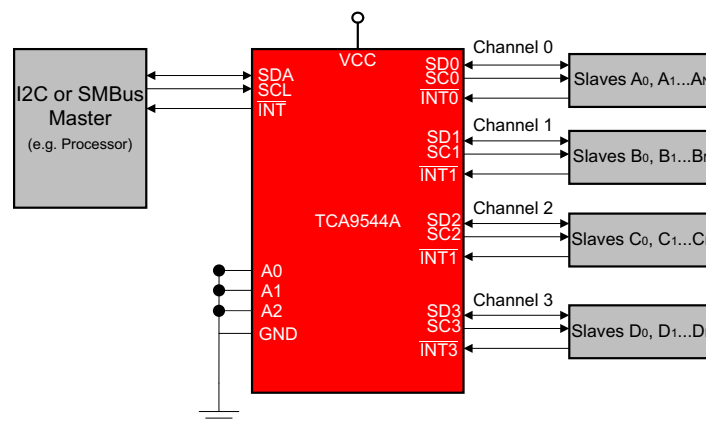 I2C or SMBus
Master
(e.g. Processor)
VCC
SDA
SCL
INT
TCA9544A
A0
A1
A2
GND
SD0
SC0
INT0
SD1
SC1
INT1
SD2
SC2
INT1
SD3
SC3
INT3
Channel 0
Slaves A0, A1...AN
Channel 1
Slaves B0, B1...B
Channel 2
Slaves C0, C1...C
Channel 3
Slaves D0, D1...D